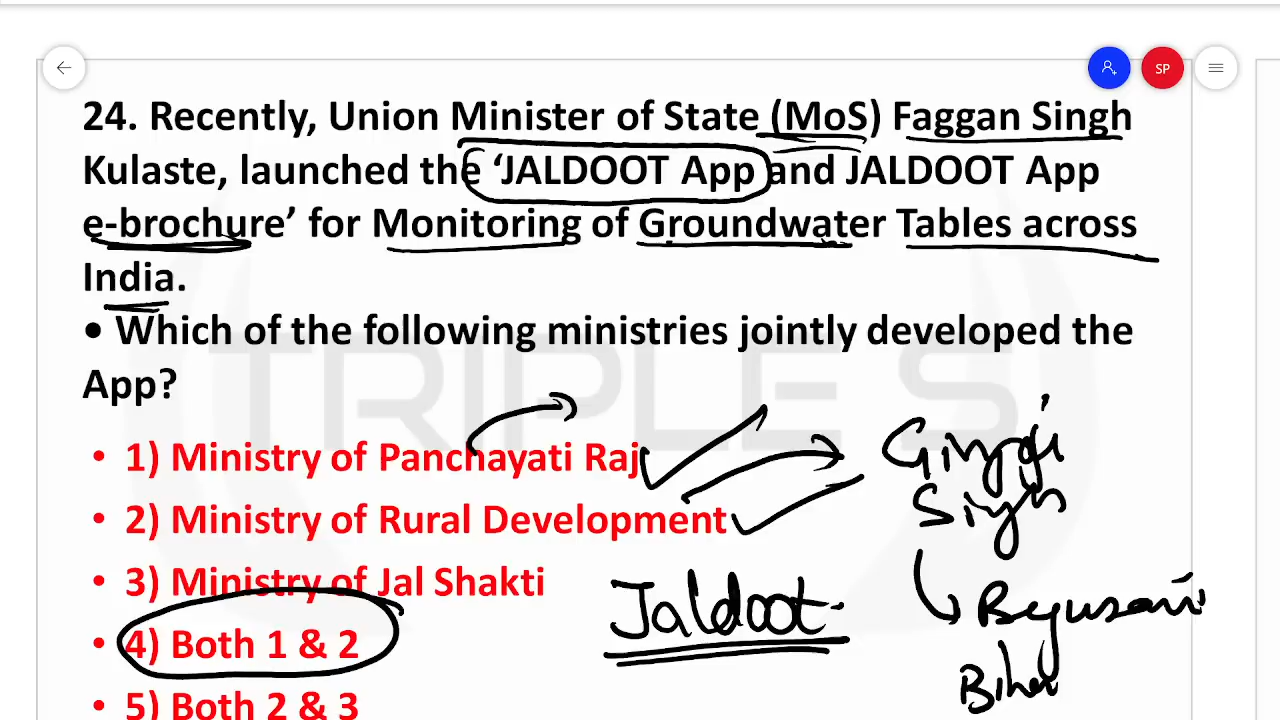 SP
24. Recently, Union Minister of State (MoS) Faggan Singh
Kulaste, launched the ‘JALDOOT App and JALDOOT App
e-brochure’ for Monitoring of Groundwater Tables across
India.
• Which of the following ministries jointly developed the
App?
TRIPLE S
• 1) Ministry of Panchayati Raj
• 2) Ministry of Rural Development
• 3) Ministry of Jal Shakti
• 4) Both 1 & 2
• 5) Both 2 & 3
Singh
Jaldoot
Begusarai
Bihar